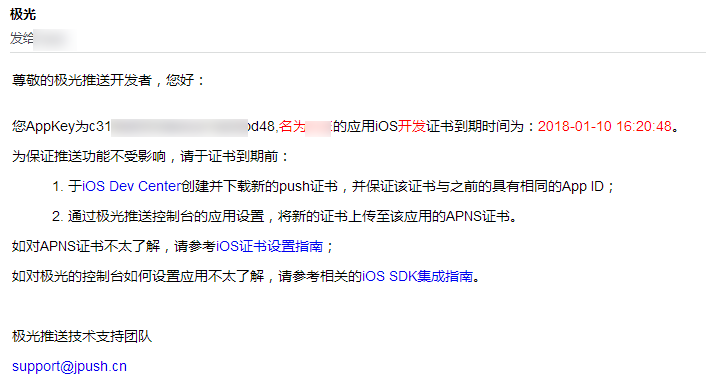 极光
发给
尊敬的极光推送开发者，您好：
您AppKey为c31 bd48,名为 的应用iOS开发证书到期时间为：2018-01-10 16:20:48。
为保证推送功能不受影响，请于证书到期前：
1. 于iOS Dev Center创建并下载新的push证书，并保证该证书与之前的具有相同的App ID；
2. 通过极光推送控制台的应用设置，将新的证书上传至该应用的APNS证书。
如对APNS证书不太了解，请参考iOS证书设置指南；
如对极光的控制台如何设置应用不太了解，请参考相关的iOS SDK集成指南。
极光推送技术支持团队
support@jpush.cn